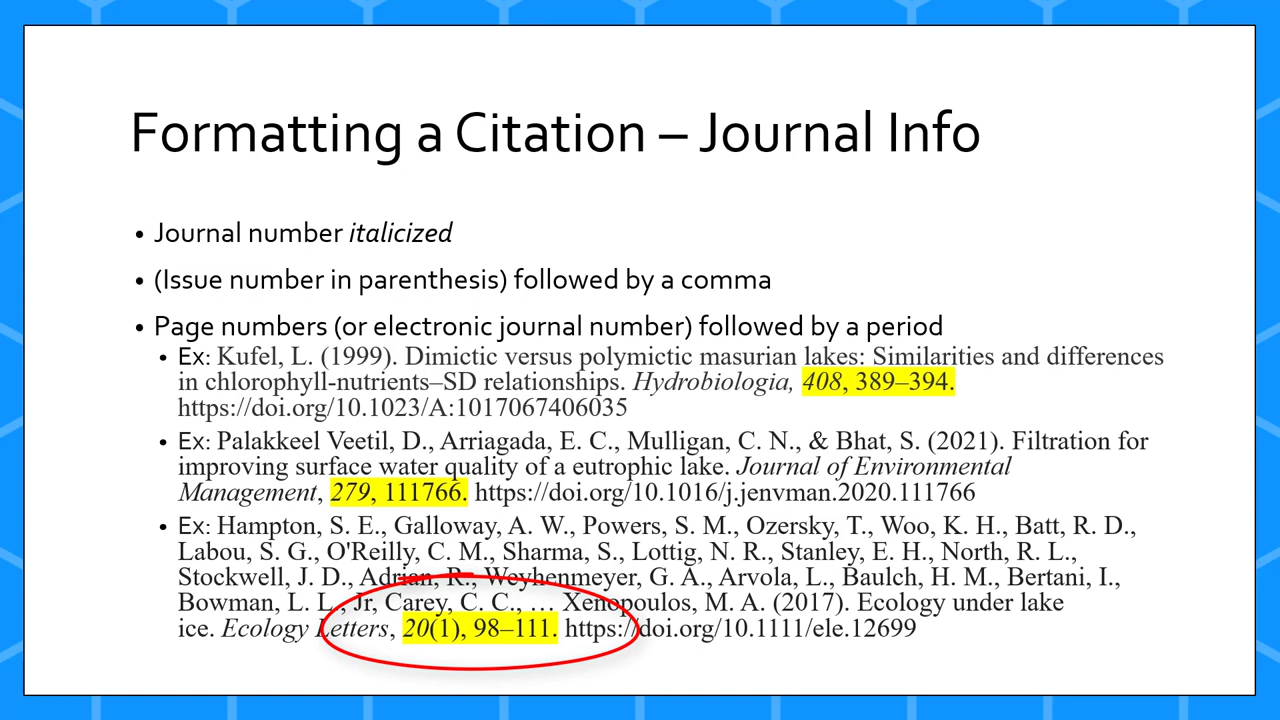 Formatting a Citation – Journal Info
• Journal number italicized
• (Issue number in parenthesis) followed by a comma
• Page numbers (or electronic journal number) followed by a period
• Ex: Kufel, L. (1999). Dimictic versus polymictic masurian lakes: Similarities and differences
in chlorophyll-nutrients–SD relationships. Hydrobiologia, 408, 389–394.
https://doi.org/10.1023/A:1017067406035
• Ex: Palakkeel Veetil, D., Arriagada, E. C., Mulligan, C. N., & Bhat, S. (2021). Filtration for
improving surface water quality of a eutrophic lake. Journal of Environmental
Management, 279, 111766. https://doi.org/10.1016/j.jenvman.2020.111766
• Ex: Hampton, S. E., Galloway, A. W., Powers, S. M., Ozersky, T., Woo, K. H., Batt, R. D.,
Labou, S. G., O'Reilly, C. M., Sharma, S., Lottig, N. R., Stanley, E. H., North, R. L.,
Stockwell, J. D., Adrian, R., Weyhenmeyer, G. A., Arvola, L., Baulch, H. M., Bertani, I.,
Bowman, L. L., Jr, Carey, C. C., … Xenopoulos, M. A. (2017). Ecology under lake
ice. Ecology Letters, 20(1), 98–111. https://doi.org/10.1111/ele.12699